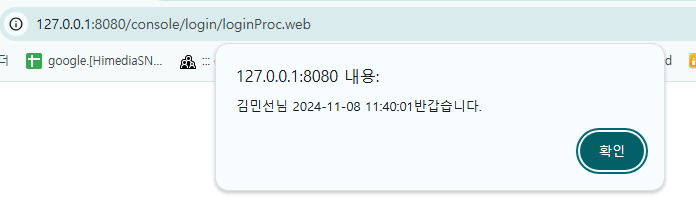 127.0.0.1:8080/console/login/loginProc.web
더
google.[HimediaSN...
:::
d
127.0.0.1:8080 내용:
김민선님 2024-11-08 11:40:01반갑습니다.
확인